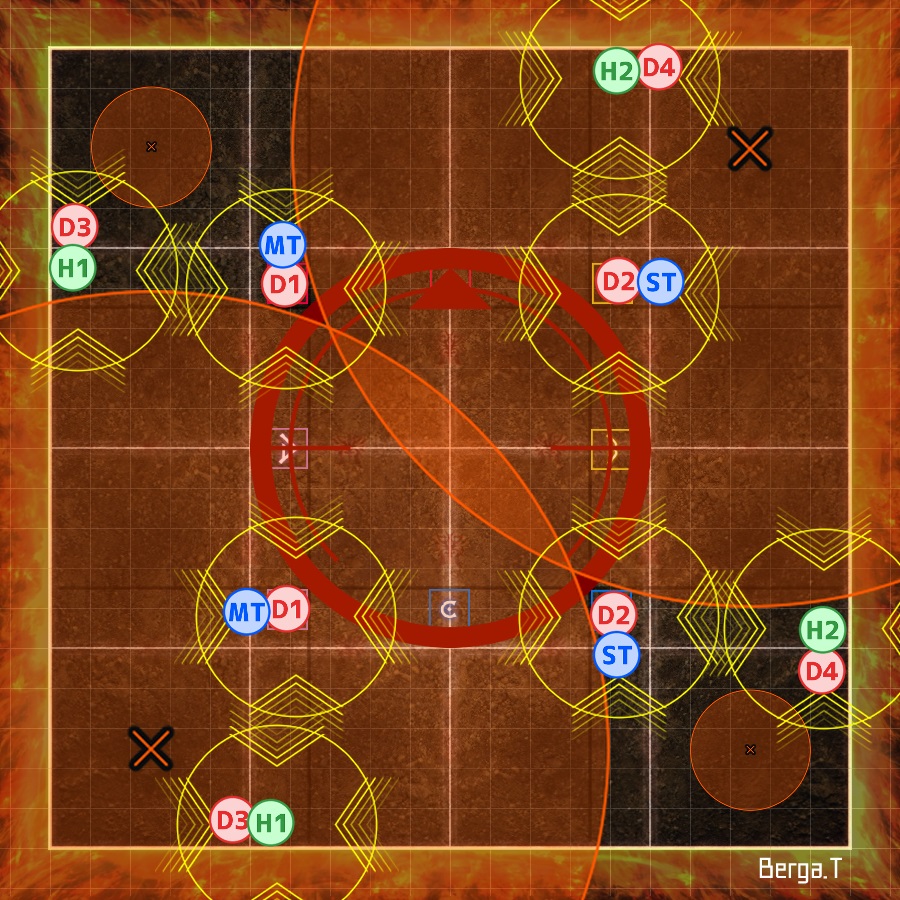 H2 D4
D3
H1
MT
D1
D2 ST
MT D1
C
D2
ST
H2
D4
D3 H1
Berga.T